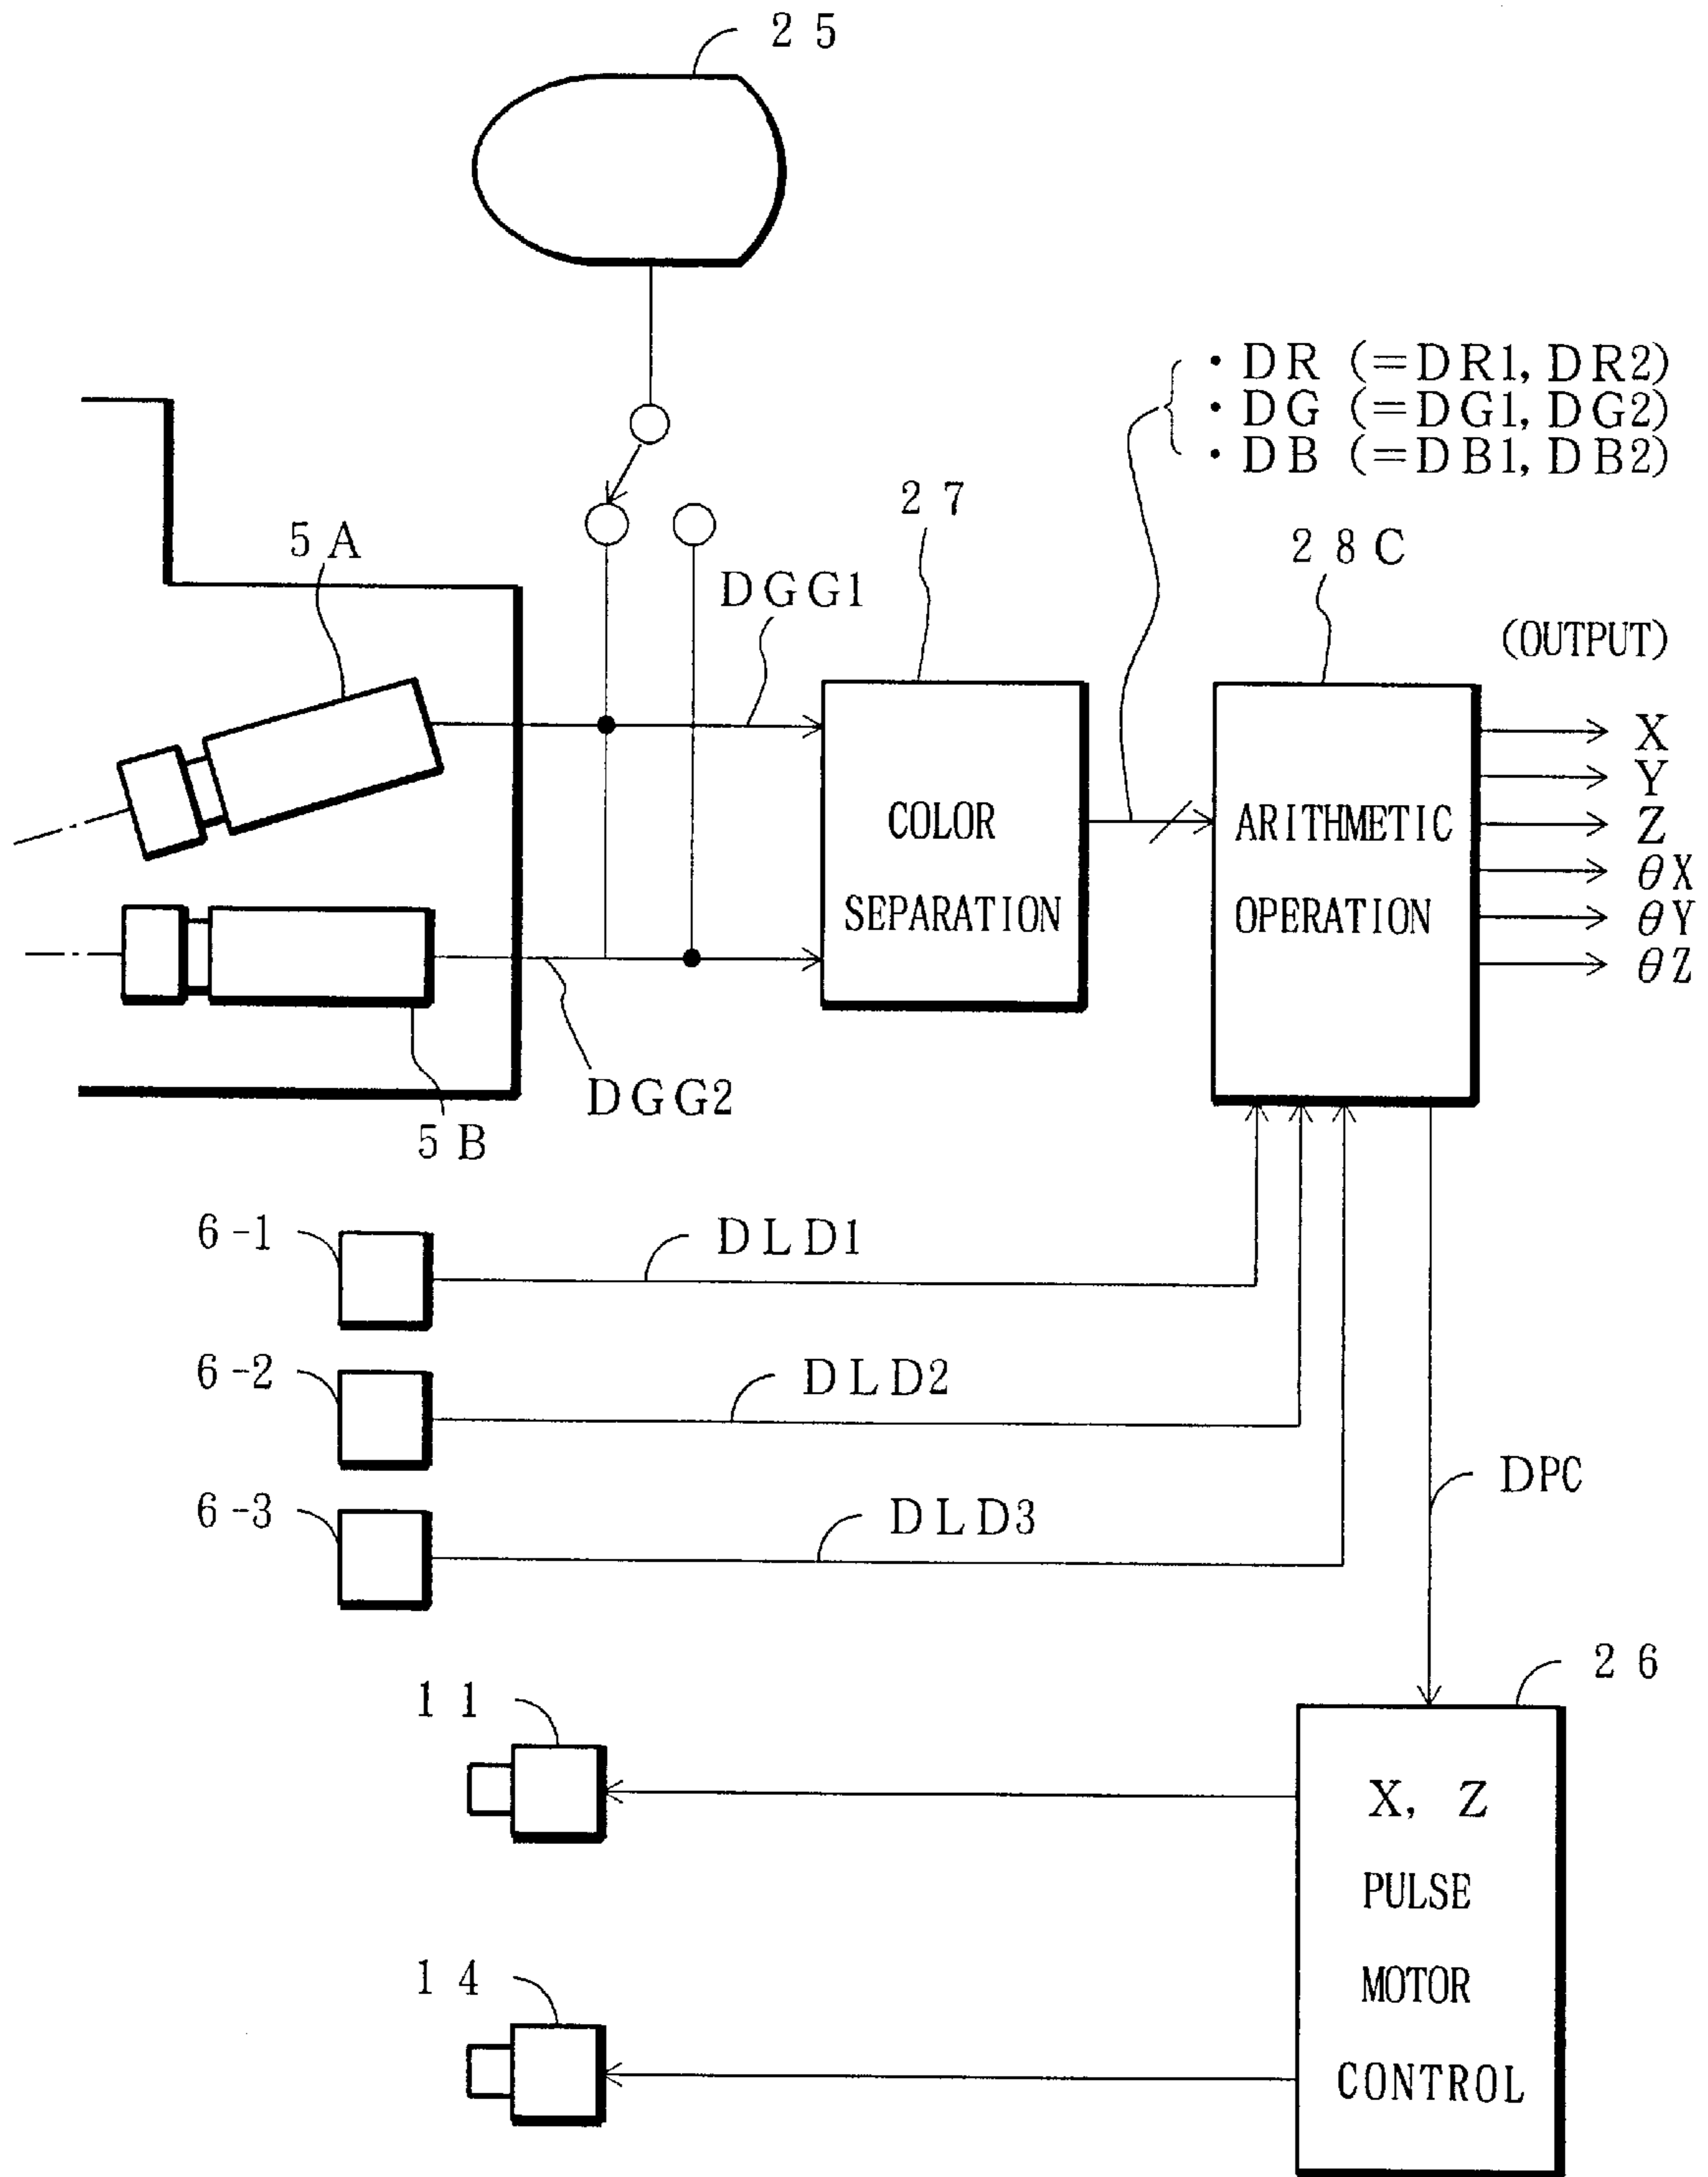 25
• DR (=DR1, DR2)
• DG (=DG1, DG2)
• DB (=DB1, DB2)
27
5A
28C
DGG1
(OUTPUT)
X
Y
Z
θX
θY
θZ
COLOR
SEPARATION
ARITHMETIC
OPERATION
DGG2
5B
6-1
DLD1
6-2
DLD2
DPC
6-3
DLD3
26
11
X, Z
PULSE
MOTOR
CONTROL
14